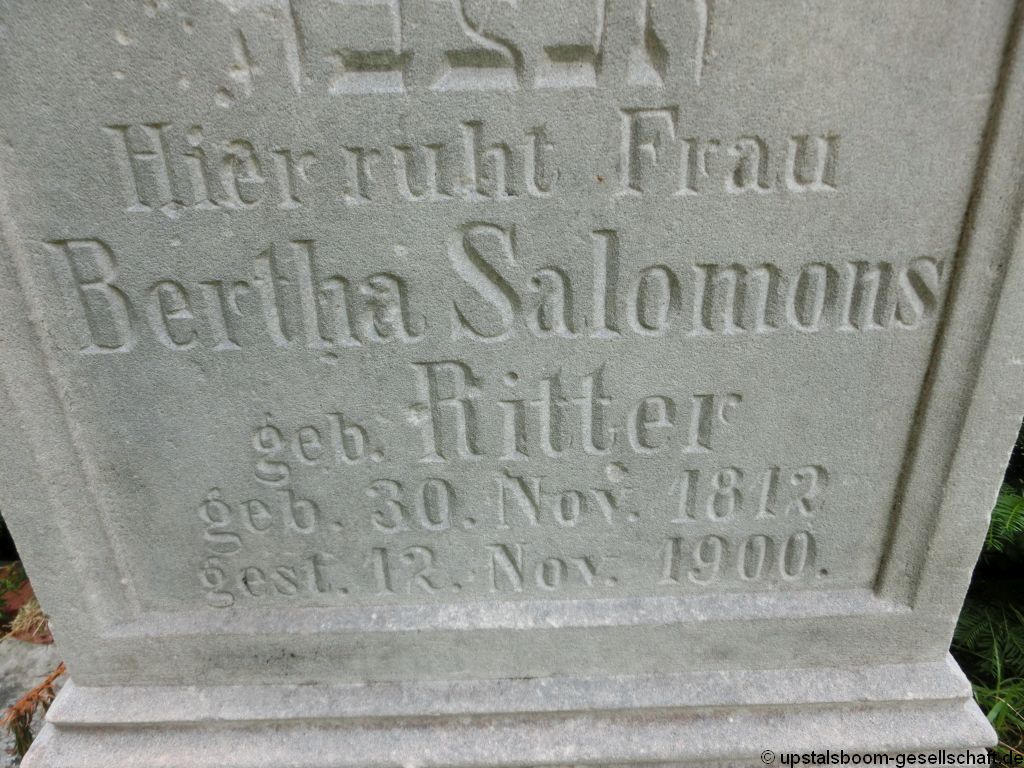 Hier ruht Frau
Bertha Salomons
geb. Ritter
geb. 30. Nov. 1812
gest. 12. Nov. 1900.
© upstalsboom-gesellschaft.de